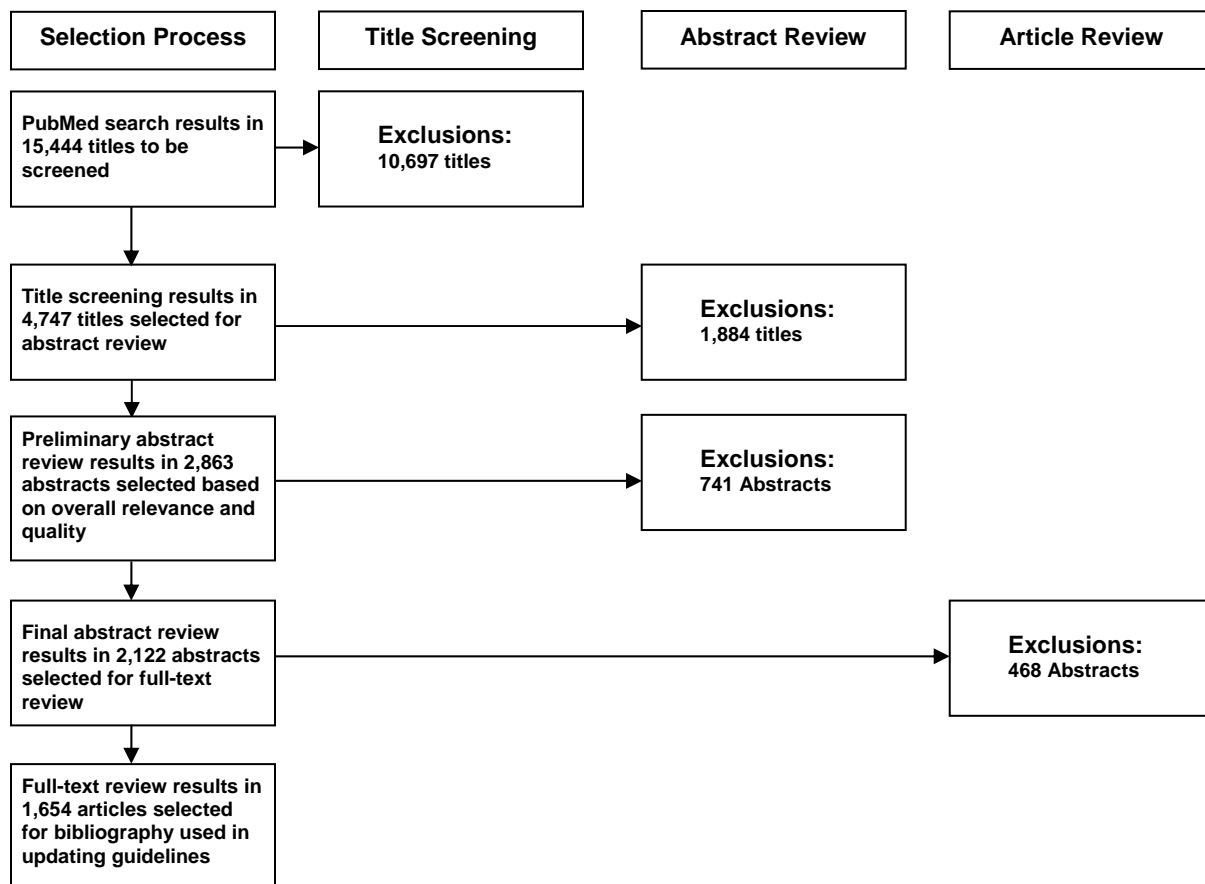 Selection Process
Title Screening
Abstract Review
Article Review
PubMed search results in
15,444 titles to be
screened
Exclusions:
10,697 titles
Title screening results in
4,747 titles selected for
abstract review
Exclusions:
1,884 titles
Preliminary abstract
review results in 2,863
abstracts selected based
on overall relevance and
quality
Exclusions:
741 Abstracts
Final abstract review
results in 2,122 abstracts
selected for full-text
review
Exclusions:
468 Abstracts
Full-text review results in
1,654 articles selected
for bibliography used in
updating guidelines